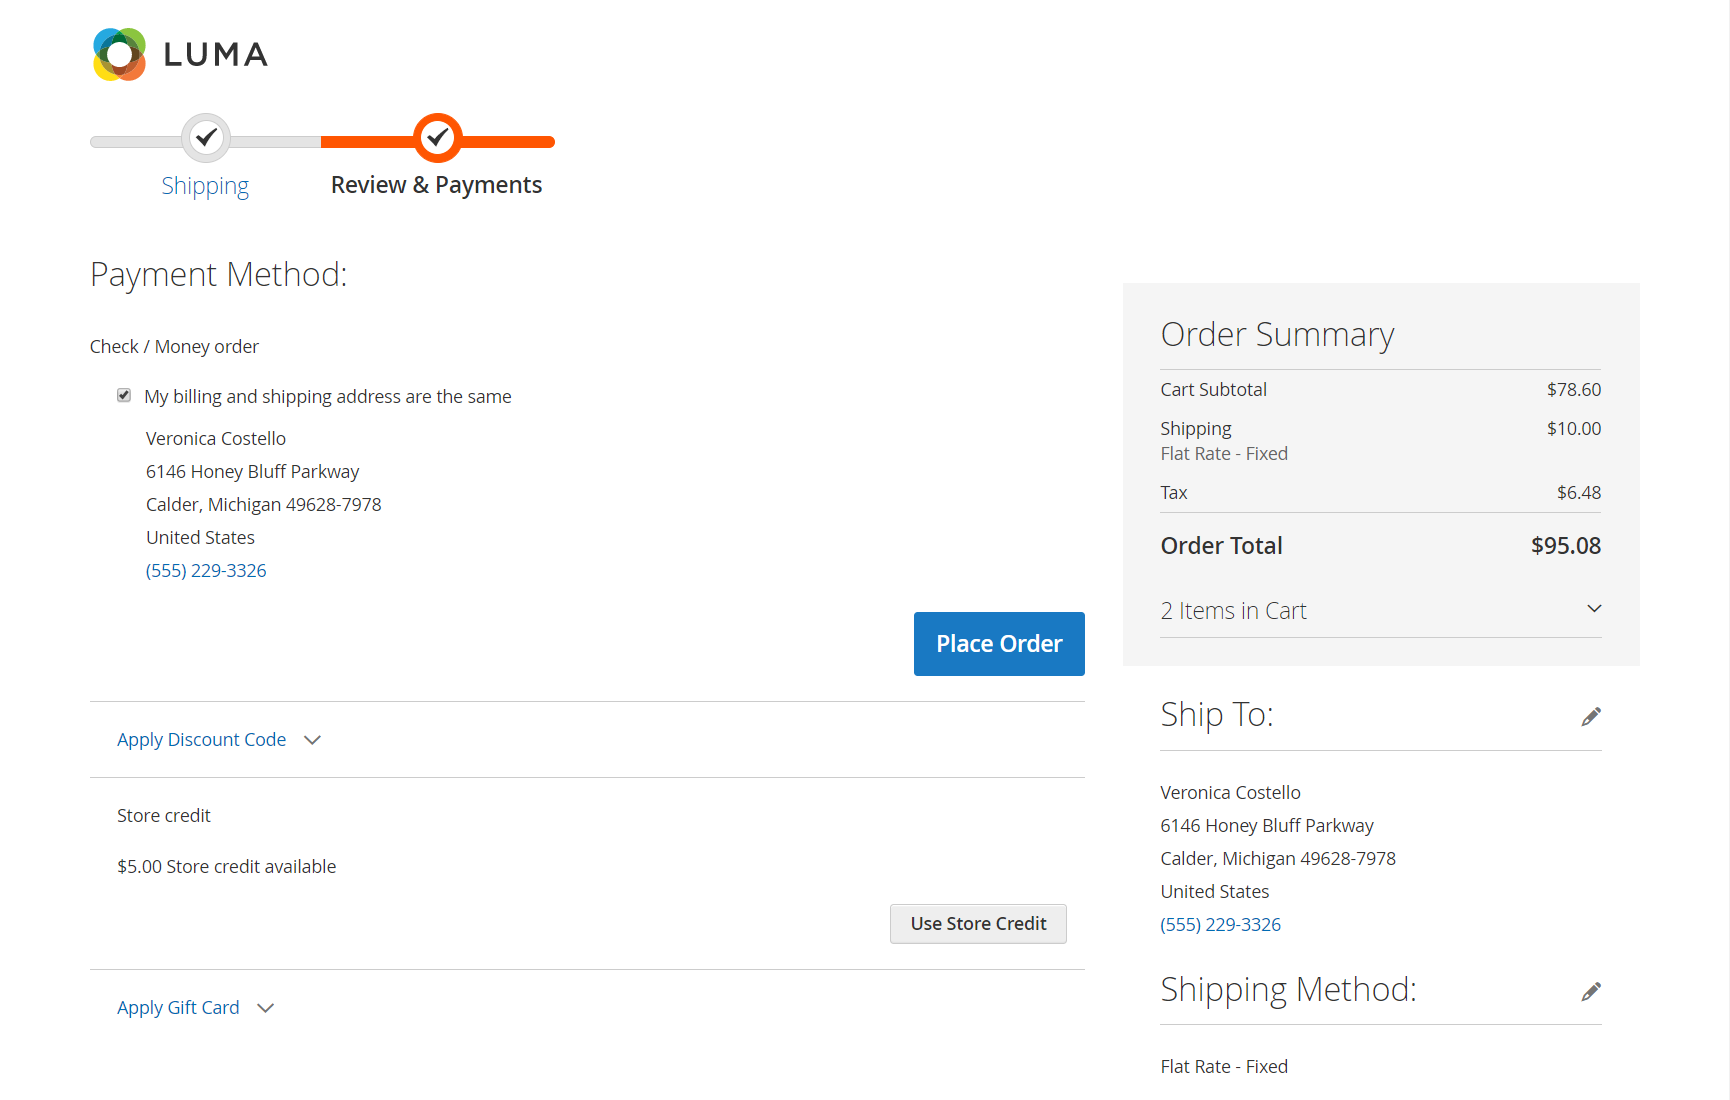 LUMA
Shipping
Review & Payments
Payment Method:
Check / Money order
My billing and shipping address are the same
Veronica Costello
6146 Honey Bluff Parkway
Calder, Michigan 49628-7978
United States
(555) 229-3326
Place Order
Apply Discount Code
Store credit
$5.00 Store credit available
Use Store Credit
Apply Gift Card
Order Summary
Cart Subtotal $78.60
Shipping $10.00
Flat Rate - Fixed
Tax $6.48
Order Total $95.08
2 Items in Cart
Ship To:
Veronica Costello
6146 Honey Bluff Parkway
Calder, Michigan 49628-7978
United States
(555) 229-3326
Shipping Method:
Flat Rate - Fixed